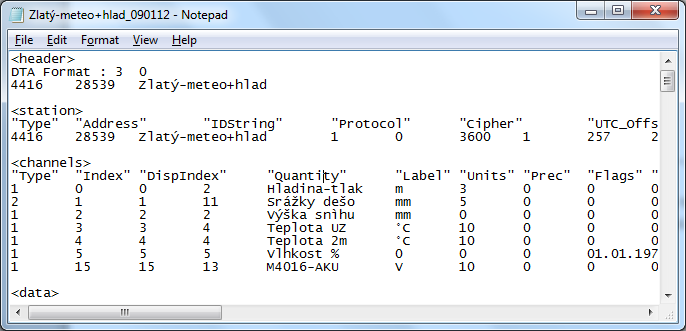 Zlatý-meteo+hlad_090112 - Notepad
File Edit Format View Help
<header>
DTA Format : 3 0
4416 28539 Zlatý-meteo+hlad
<station>
"Type" "Address" "IDString" "Protocol" "Cipher" "UTC_Offs
4416 28539 Zlatý-meteo+hlad 1 0 3600 1 257 2
<channels>
"Type" "Index" "DispIndex" "Quantity" "Label" "Units" "Prec" "Flags" "
1 0 0 2 Hladina-tlak m 3 0 0 0
2 1 1 11 Srážky dešo mm 5 0 0 0
1 2 2 2 Výška snìhu mm 0 0 0 0
1 3 3 4 Teplota UZ °C 10 0 0 0
1 4 4 4 Teplota 2m °C 10 0 0 0
1 5 5 5 Vlhkost % 0 0 0 01.01.197
1 15 15 13 M4016-AKU V 10 0 0 0
<data>